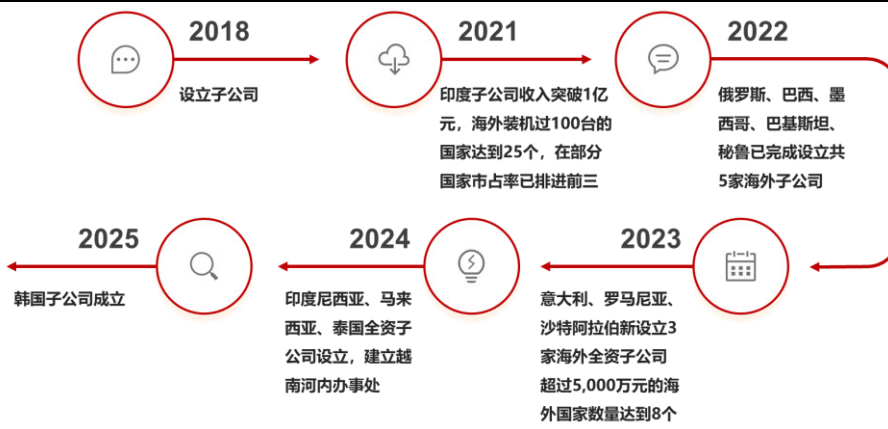 2018
设立子公司
2021
印度子公司收入突破1亿
元，海外装机过100台的
国家达到25个，在部分
国家市占率已排进前三
2022
俄罗斯、巴西、墨
西哥、巴基斯坦、
秘鲁已完成设立共
5家海外子公司
2023
意大利、罗马尼亚、
沙特阿拉伯新设立3
家海外全资子公司
超过5,000万元的海
外国家数量达到8个
2024
印度尼西亚、马来
西亚、泰国全资子
公司设立，建立越
南河内办事处
2025
韩国子公司成立